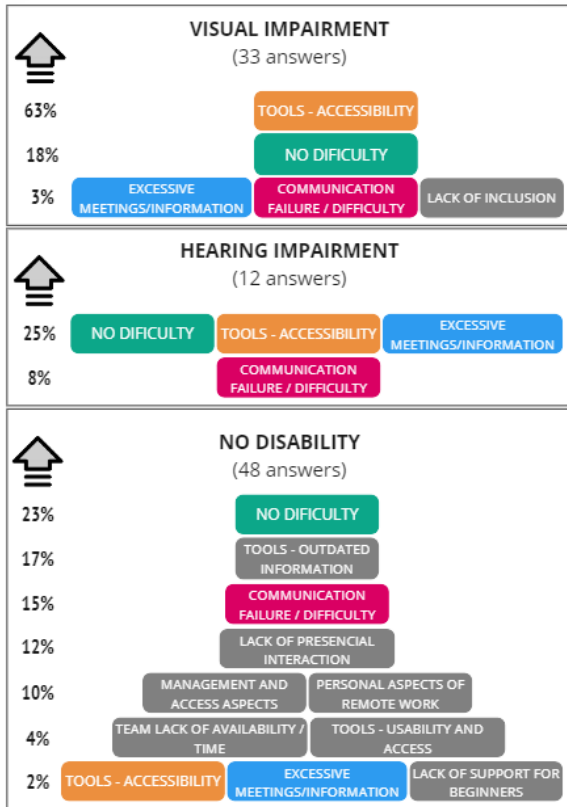 VISUAL IMPAIRMENT
(33 answers)
63%
TOOLS - ACCESSIBILITY
18%
NO DIFICULTY
3%
EXCESSIVE
MEETINGS/INFORMATION
COMMUNICATION
FAILURE / DIFFICULTY
LACK OF INCLUSION
HEARING IMPAIRMENT
(12 answers)
25%
NO DIFICULTY
TOOLS - ACCESSIBILITY
EXCESSIVE
MEETINGS/INFORMATION
8%
COMMUNICATION
FAILURE / DIFFICULTY
NO DISABILITY
(48 answers)
23%
NO DIFICULTY
17%
TOOLS - OUTDATED
INFORMATION
15%
COMMUNICATION
FAILURE / DIFFICULTY
12%
LACK OF PRESENCIAL
INTERACTION
10%
MANAGEMENT AND
ACCESS ASPECTS
PERSONAL ASPECTS OF
REMOTE WORK
4%
TEAM LACK OF AVAILABILITY /
TIME
TOOLS - USABILITY AND
ACCESS
2%
TOOLS - ACCESSIBILITY
EXCESSIVE
MEETINGS/INFORMATION
LACK OF SUPPORT FOR
BEGINNERS